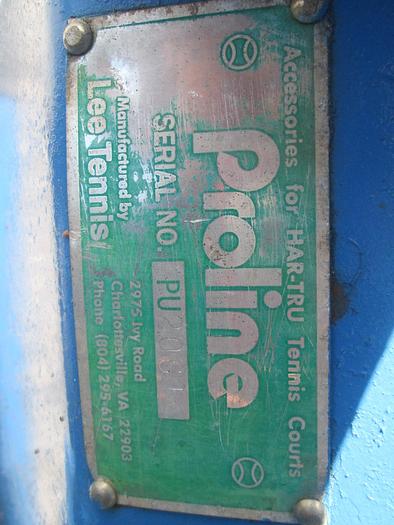 Accessories for HAR-TRU Tennis Courts
Proline
SERIAL NO.
Manufactured by
Lee Tennis
2975 Ivy Road
Charlottesville, VA 22903
Phone (804) 295-6167